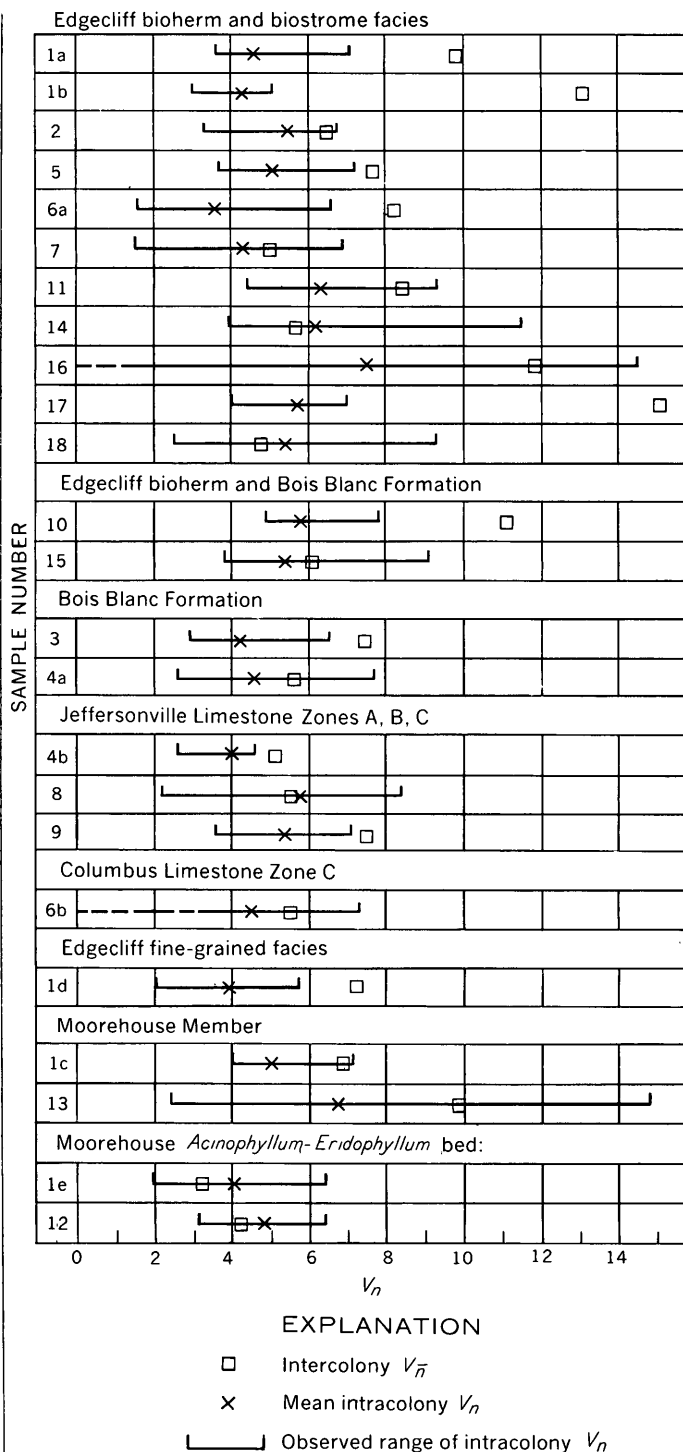 Edgecliff bioherm and biostrome facies
1a
1b
2
5
6a
7
11
14
16
17
18
Edgecliff bioherm and Bois Blanc Formation
10
15
Bois Blanc Formation
3
4a
Jeffersonville Limestone Zones A, B, C
4b
8
9
Columbus Limestone Zone C
6b
Edgecliff fine-grained facies
1d
Moorehouse Member
1c
13
Moorehouse Acinophyllum-Eridophyllum bed:
1e
12
SAMPLE NUMBER
0 2 4 6 8 10 12 14
Vn
EXPLANATION
Intercolony Vn̄
Mean intracolony Vn
Observed range of intracolony Vn